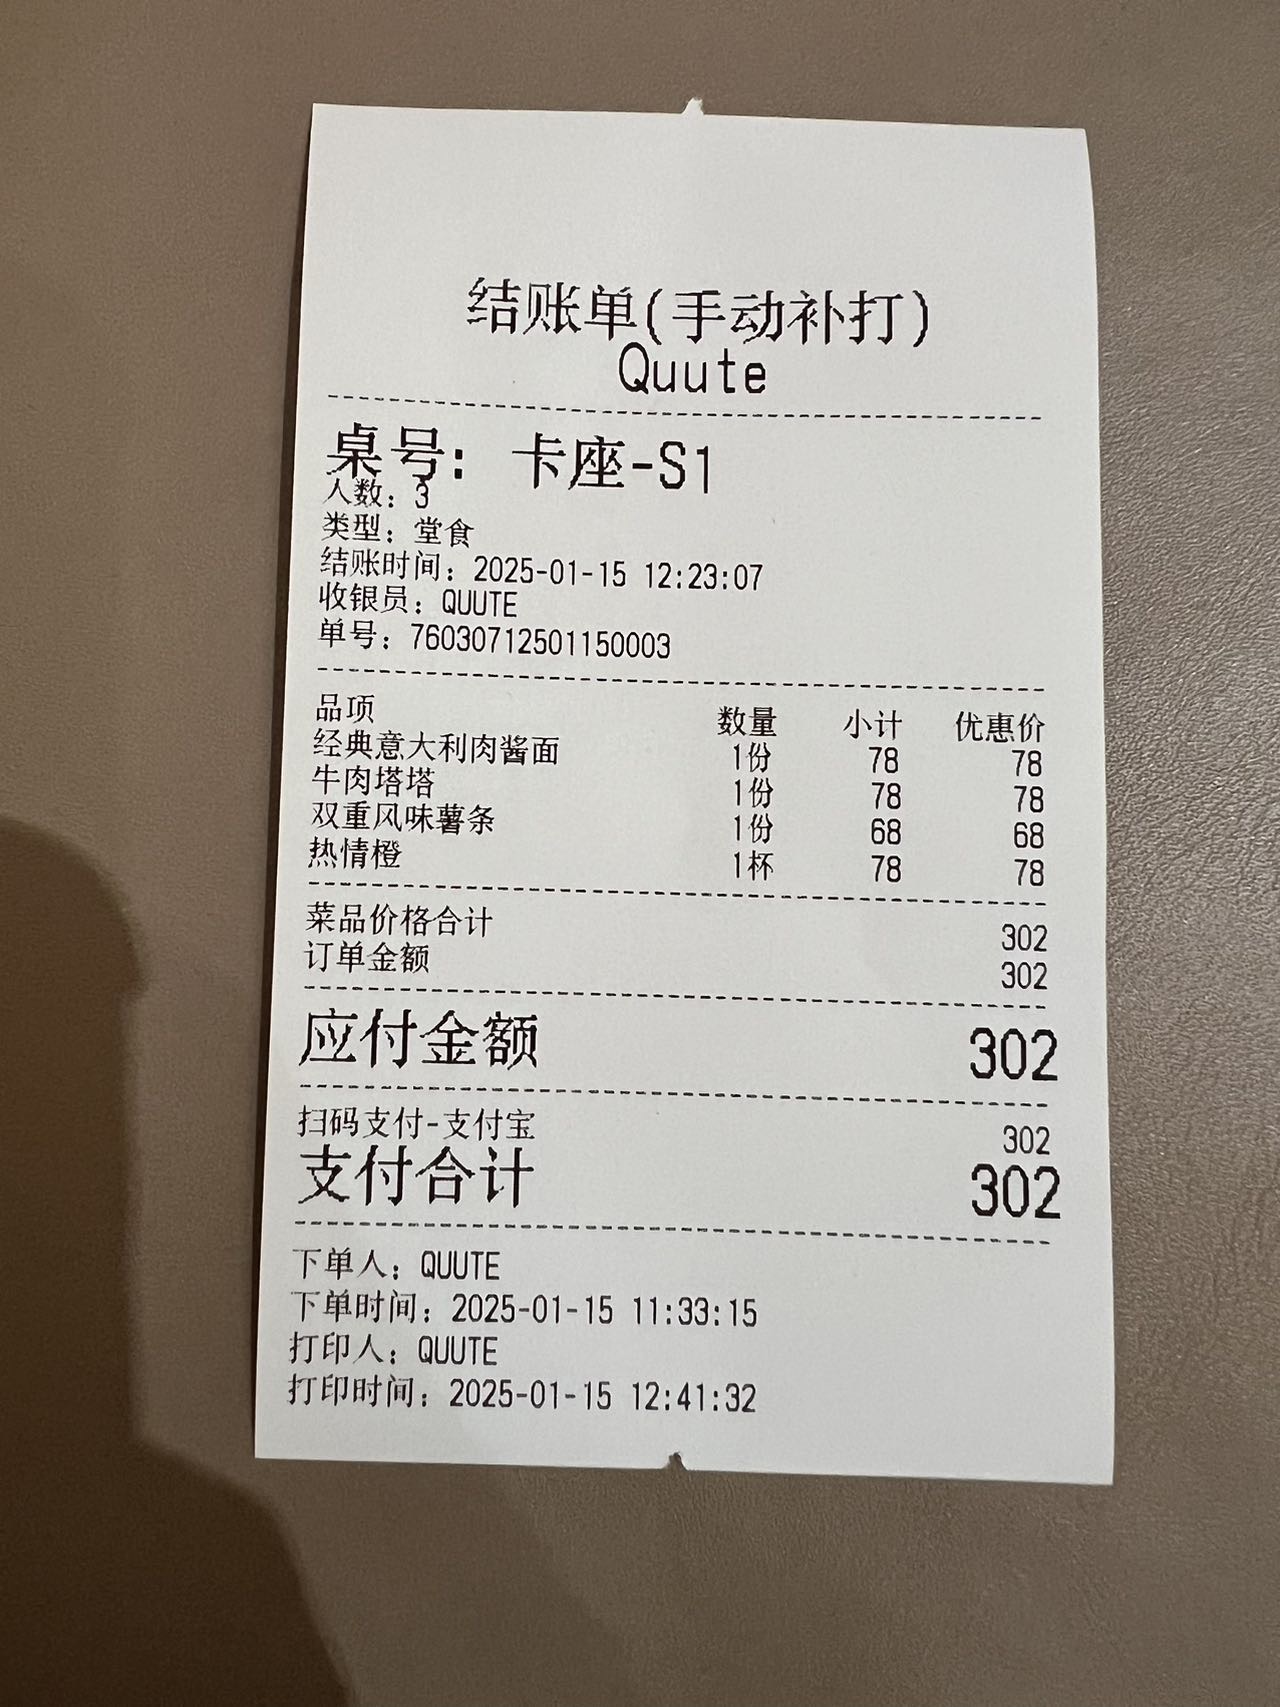 结账单(手动补打)
Quute
桌号: 卡座-S1
人数: 3
类型: 堂食
结账时间: 2025-01-15 12:23:07
收银员: QUUTE
单号: 76030712501150003
品项 数量 小计 优惠价
经典意大利肉酱面 1份 78 78
牛肉塔塔 1份 78 78
双重风味薯条 1份 68 68
热情橙 1杯 78 78
菜品价格合计 302
订单金额 302
应付金额 302
扫码支付-支付宝 302
支付合计 302
下单人: QUUTE
下单时间: 2025-01-15 11:33:15
打印人: QUUTE
打印时间: 2025-01-15 12:41:32